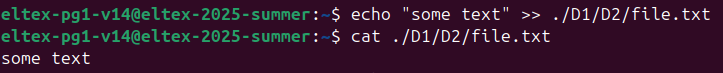 eltex-pg1-v14@eltex-2025-summer:~$ echo "some text" >> ./D1/D2/file.txt
eltex-pg1-v14@eltex-2025-summer:~$ cat ./D1/D2/file.txt
some text